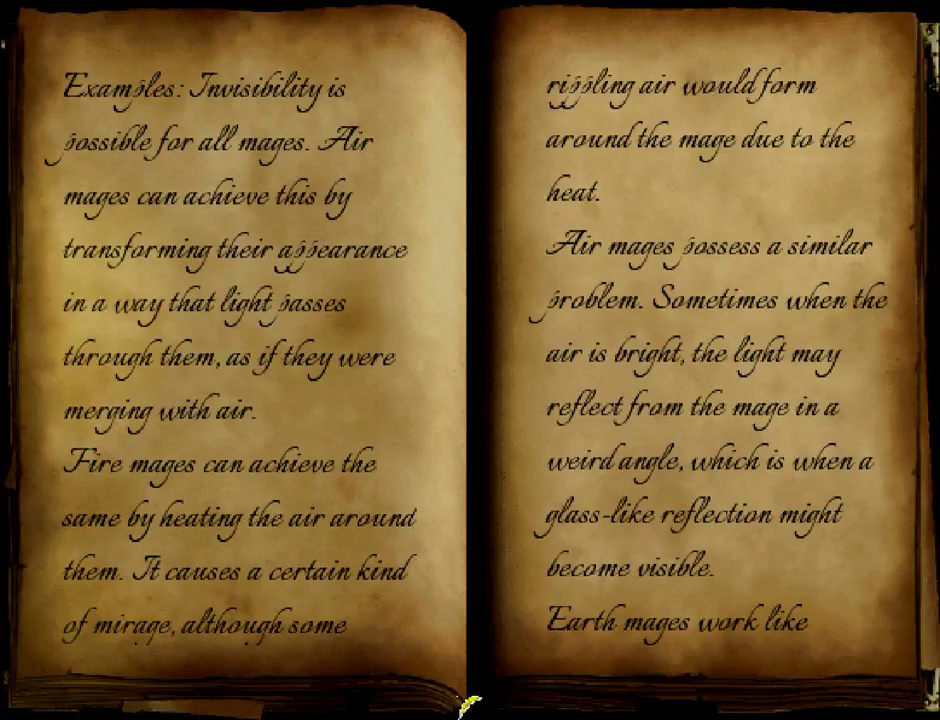 Examples: Invisibility is
possible for all mages. Air
mages can achieve this by
transforming their appearance
in a way that light passes
through them, as if they were
merging with air.
Fire mages can achieve the
same by heating the air around
them. It causes a certain kind
of mirage, although some
rippling air would form
around the mage due to the
heat.
Air mages possess a similar
problem. Sometimes when the
air is bright, the light may
reflect from the mage in a
weird angle, which is when a
glass-like reflection might
become visible.
Earth mages work like